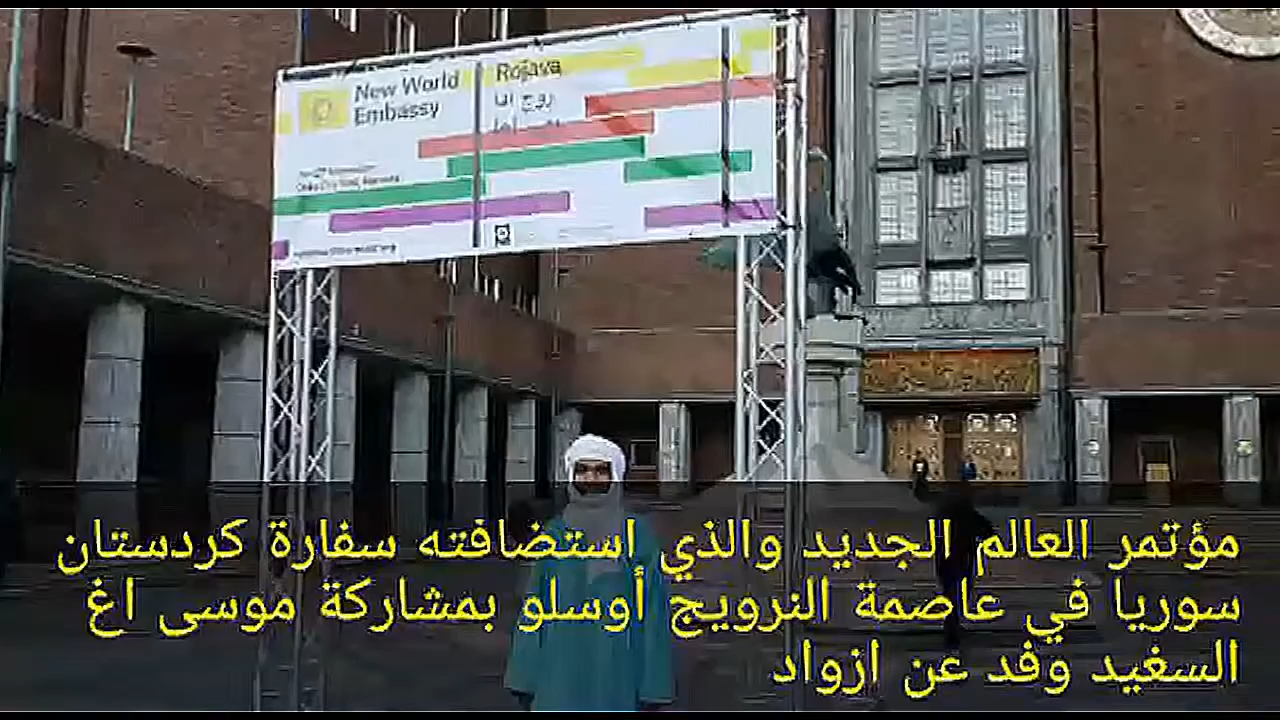 New World
Embassy
Rojava
مؤتمر العالم الجديد والذي استضافته سفارة كردستان
سوريا في عاصمة النرويج أوسلو بمشاركة موسى اغ
السغيد وفد عن ازواد